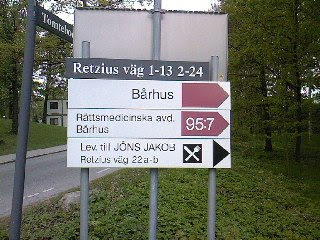 Tomtebod
Retzius väg 1-13 2-24
Bårhus
Rättsmedicinska avd.
Bårhus
95:7
Lev. till JÖNS JAKOB
Retzius väg 22a-b